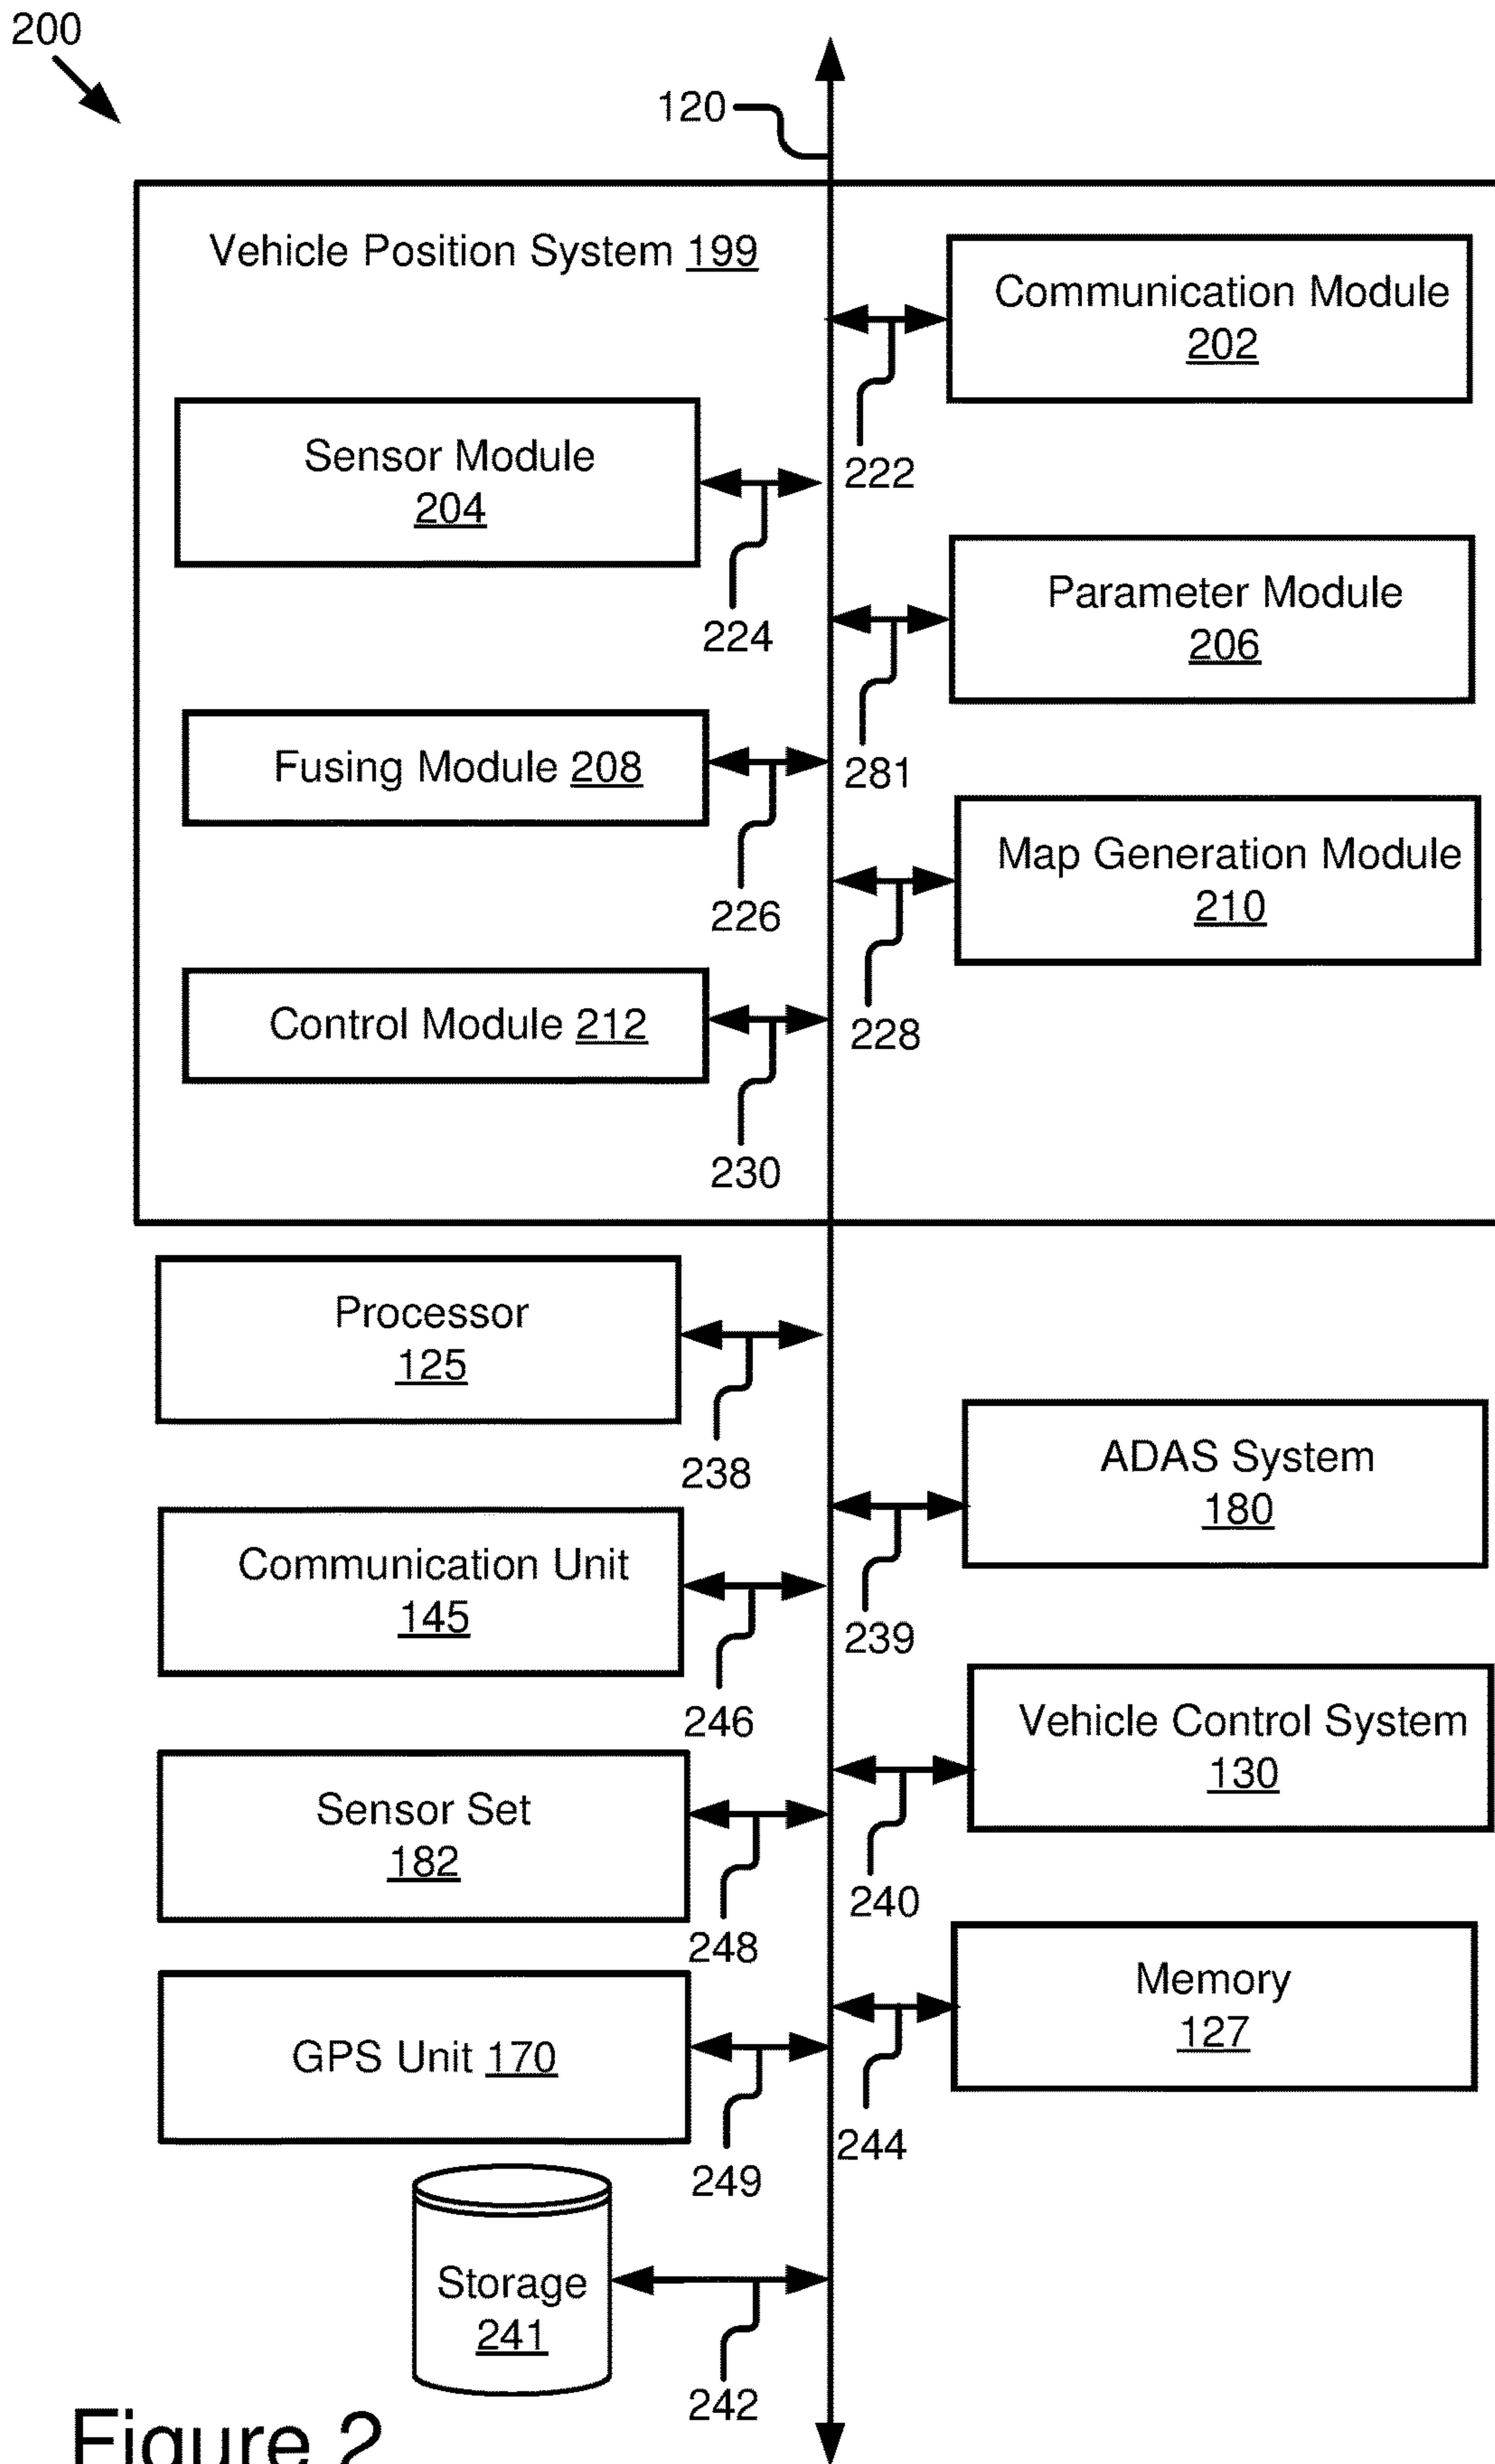 200
120
Vehicle Position System 199
Communication Module
202
222
Sensor Module
204
224
Parameter Module
206
281
Fusing Module 208
226
Map Generation Module
210
228
Control Module 212
230
Processor
125
238
ADAS System
180
239
Communication Unit
145
246
Vehicle Control System
130
240
Sensor Set
182
248
Memory
127
244
GPS Unit 170
249
Storage
241
242
Figure 2